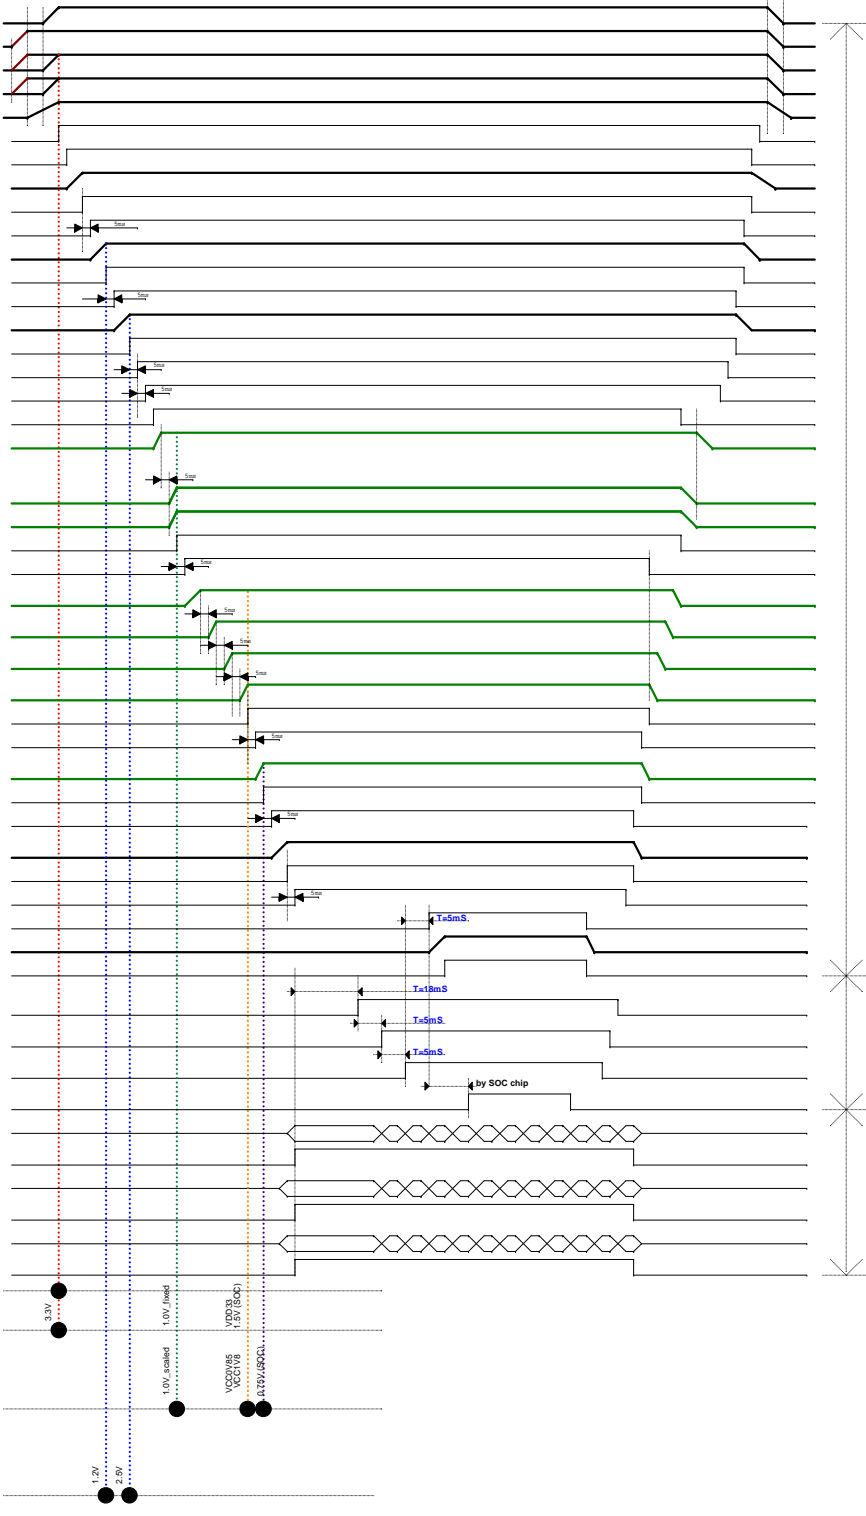 5ms
5ms
5ms
5ms
5ms
5ms
5ms
5ms
5ms
5ms
5ms
5ms
T=5mS.
T=18mS
T=5mS
T=5mS.
by SOC chip
3.3V
1.0V_fixed
VDD33
1.5V (SOC)
1.0V_scaled
VCC0V85
VCC1V8
0.75V (SOC)
1.2V
2.5V